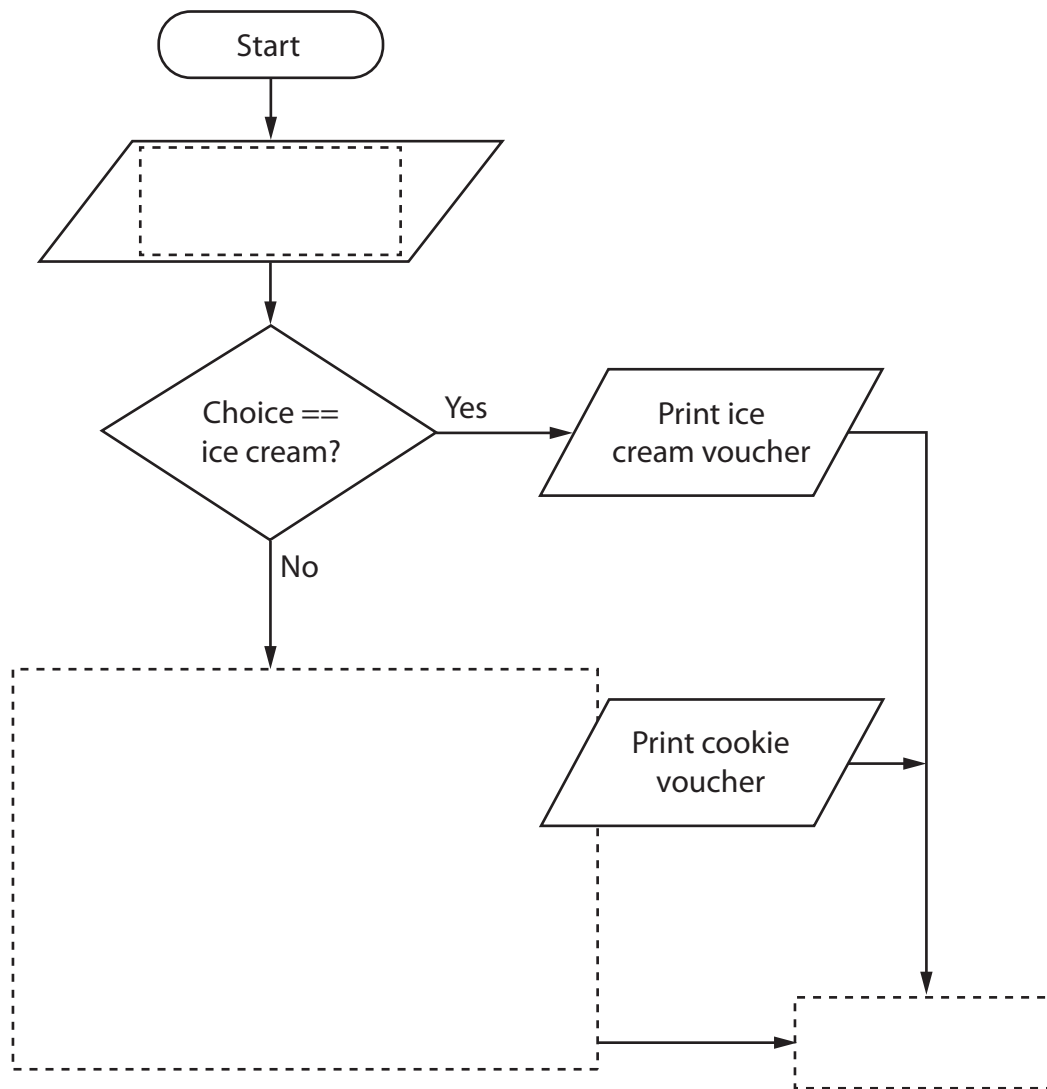 Start
Choice ==
ice cream?
Yes
Print ice
cream voucher
No
Print cookie
voucher